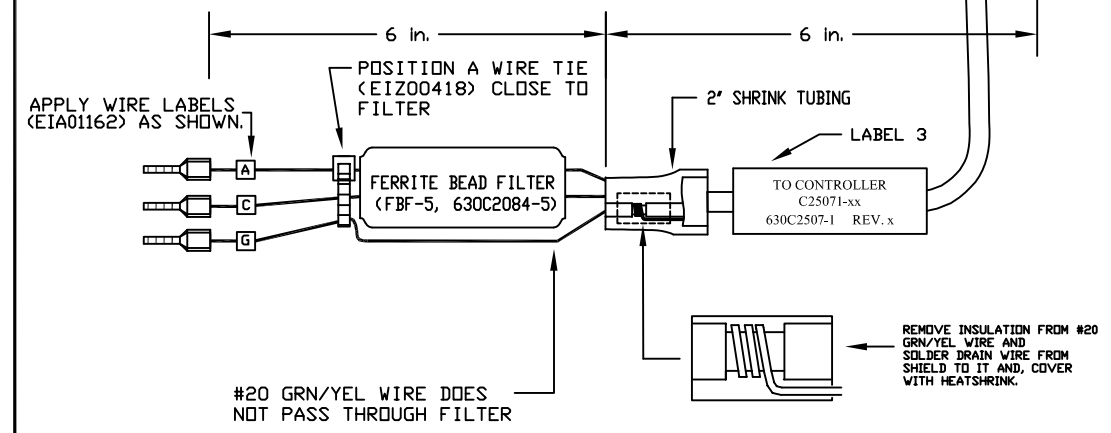 6 in.
6 in.
POSITION A WIRE TIE
(EIZ00418) CLOSE TO
FILTER
APPLY WIRE LABELS
(EIA01162) AS SHOWN.
2" SHRINK TUBING
LABEL 3
A
C
G
FERRITE BEAD FILTER
(FBF-5, 630C2084-5)
TO CONTROLLER
C25071-xx
630C2507-1 REV. x
REMOVE INSULATION FROM #20
GRN/YEL WIRE AND
SOLDER DRAIN WIRE FROM
SHIELD TO IT AND, COVER
WITH HEATSHRINK.
#20 GRN/YEL WIRE DOES
NOT PASS THROUGH FILTER